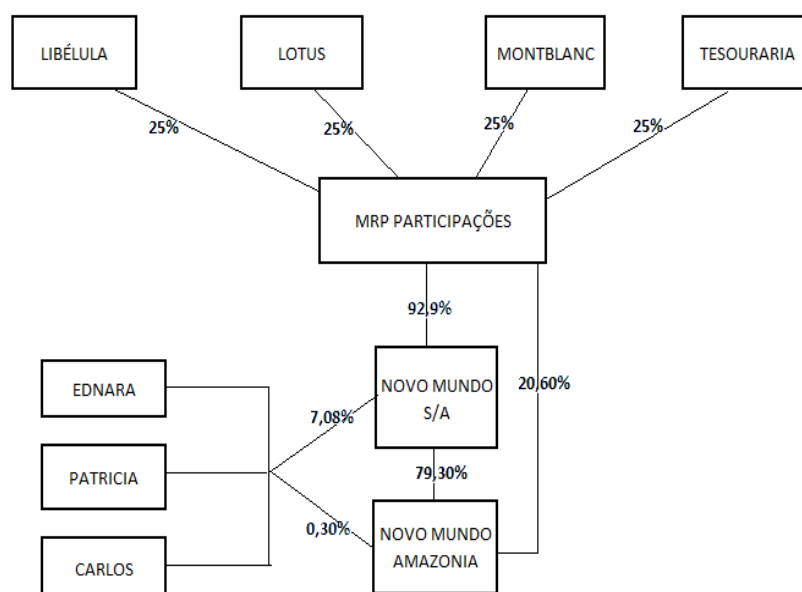 LIBÉLULA
LOTUS
MONTBLANC
TESOURARIA
25%
25%
25%
25%
MRP PARTICIPAÇÕES
92,9%
EDNARA
NOVO MUNDO
S/A
20,60%
7,08%
PATRICIA
79,30%
0,30%
NOVO MUNDO
AMAZONIA
CARLOS